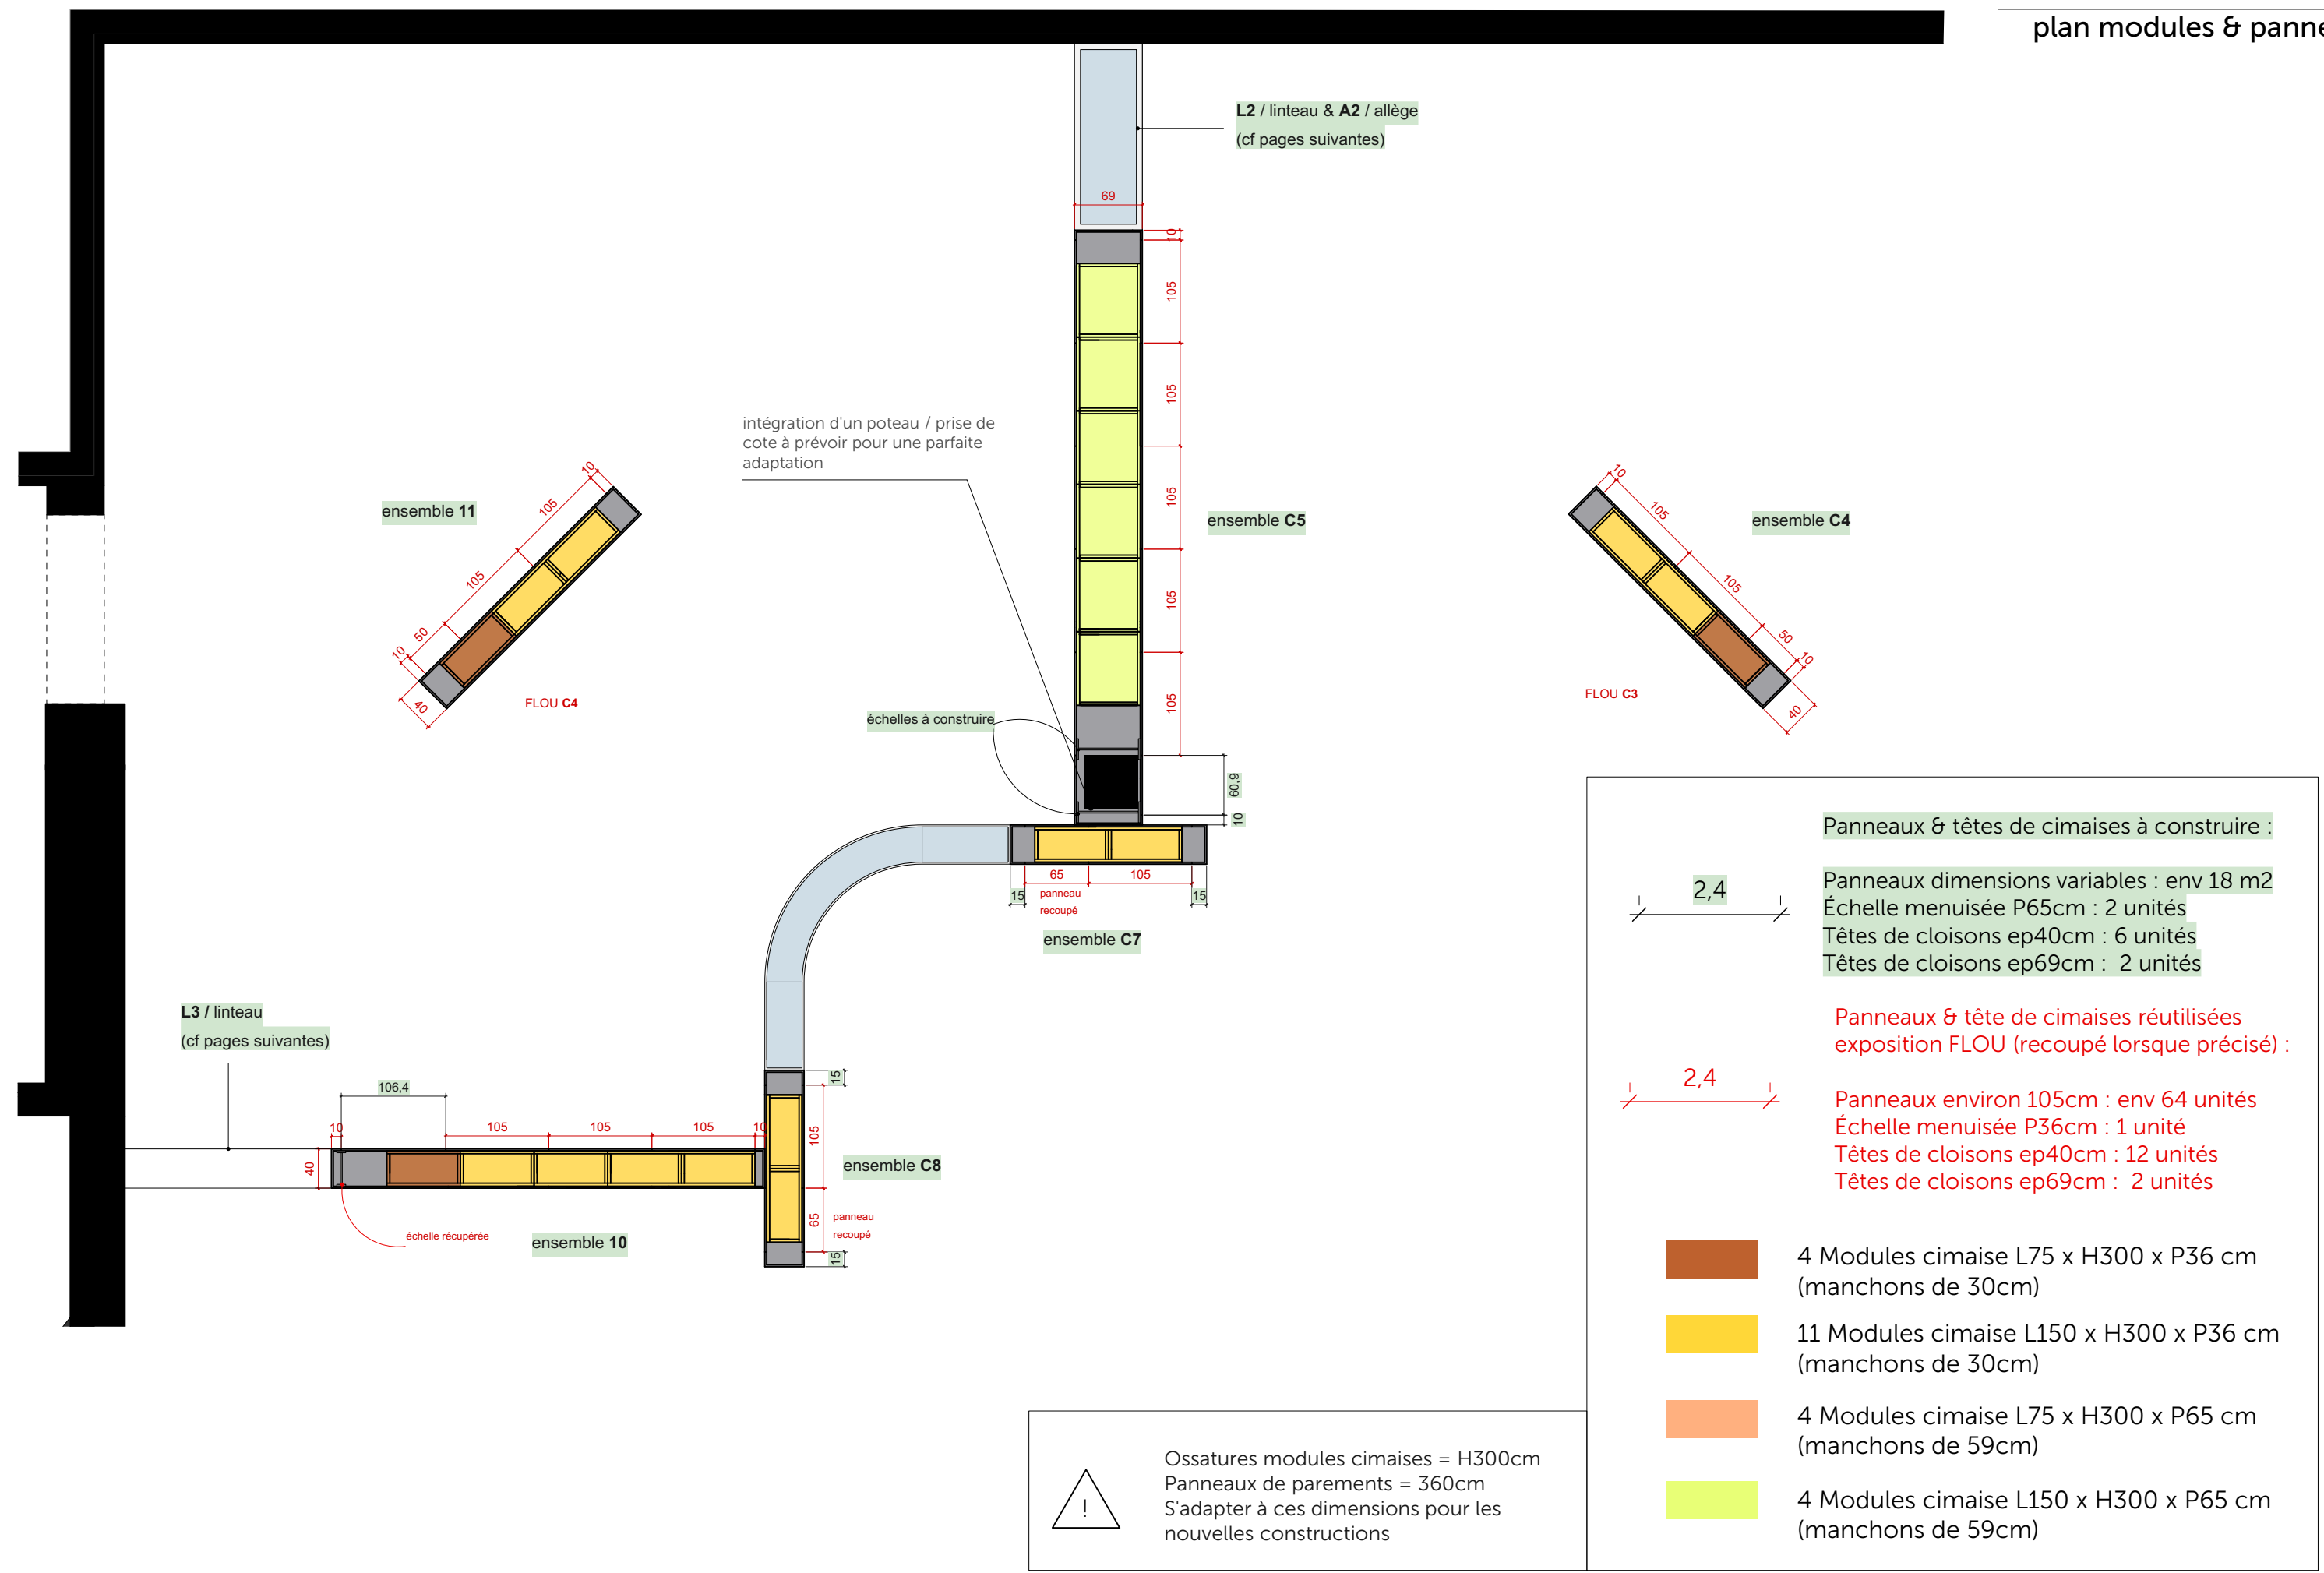 plan modules & panne
L2 / linteau & A2 / allège
(cf pages suivantes)
69
10
105
105
105
105
105
60,9
10
intégration d'un poteau / prise de
cote à prévoir pour une parfaite
adaptation
ensemble 11
10
105
105
50
10
40
FLOU C4
ensemble C5
ensemble C4
10
105
105
50
10
40
FLOU C3
échelles à construire
65
105
15
panneau
recoupé
15
ensemble C7
L3 / linteau
(cf pages suivantes)
106,4
10
105
105
105
10
40
échelle récupérée
ensemble 10
15
105
ensemble C8
65
panneau
recoupé
15
Panneaux & têtes de cimaises à construire :
2,4
Panneaux dimensions variables : env 18 m2
Échelle menuisée P65cm : 2 unités
Têtes de cloisons ep40cm : 6 unités
Têtes de cloisons ep69cm : 2 unités
Panneaux & tête de cimaises réutilisées
exposition FLOU (recoupé lorsque précisé) :
2,4
Panneaux environ 105cm : env 64 unités
Échelle menuisée P36cm : 1 unité
Têtes de cloisons ep40cm : 12 unités
Têtes de cloisons ep69cm : 2 unités
4 Modules cimaise L75 x H300 x P36 cm
(manchons de 30cm)
11 Modules cimaise L150 x H300 x P36 cm
(manchons de 30cm)
4 Modules cimaise L75 x H300 x P65 cm
(manchons de 59cm)
4 Modules cimaise L150 x H300 x P65 cm
(manchons de 59cm)
!
Ossatures modules cimaises = H300cm
Panneaux de parements = 360cm
S'adapter à ces dimensions pour les
nouvelles constructions